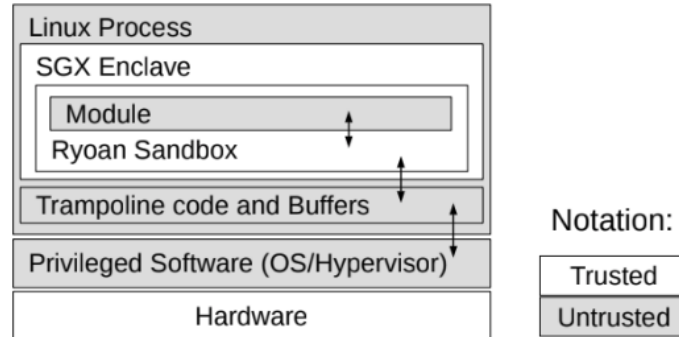 Linux Process
SGX Enclave
Module
Ryoan Sandbox
Trampoline code and Buffers
Privileged Software (OS/Hypervisor)
Hardware
Notation:
Trusted
Untrusted